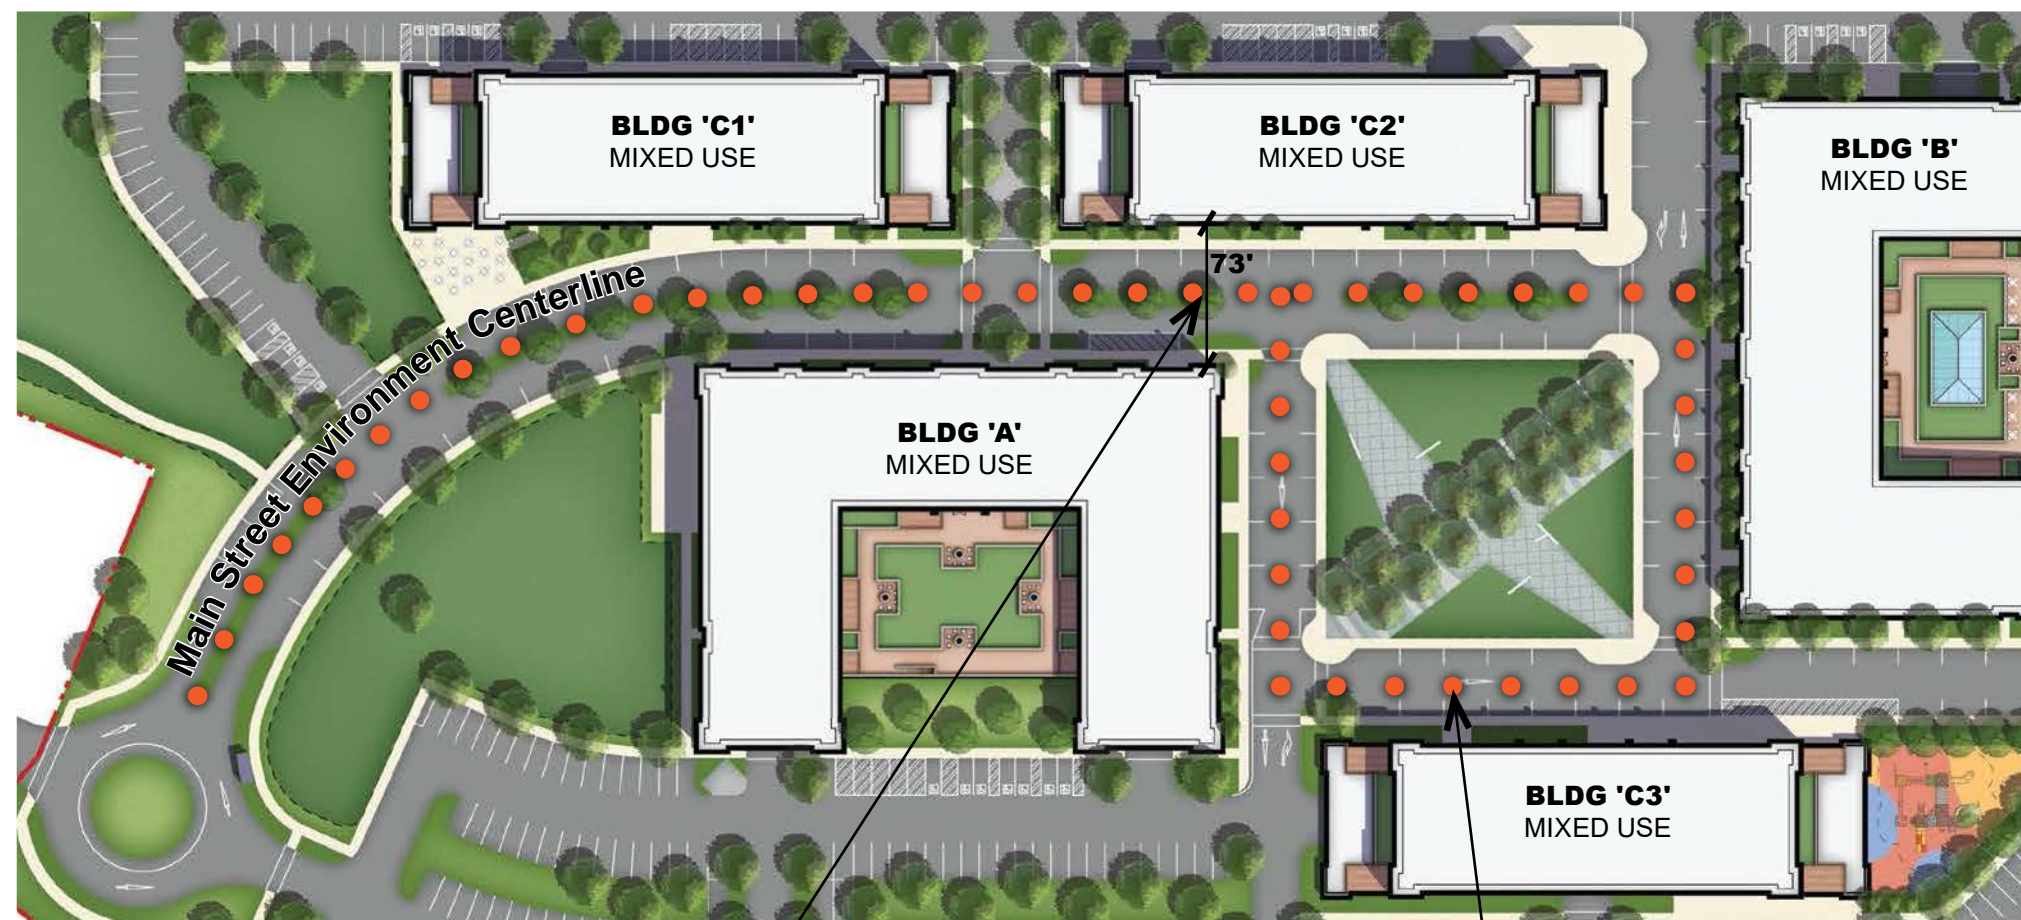 BLDG 'C1'
MIXED USE
BLDG 'C2'
MIXED USE
BLDG 'B'
MIXED USE
73'
Main Street Environment Centerline
BLDG 'A'
MIXED USE
BLDG 'C3'
MIXED USE